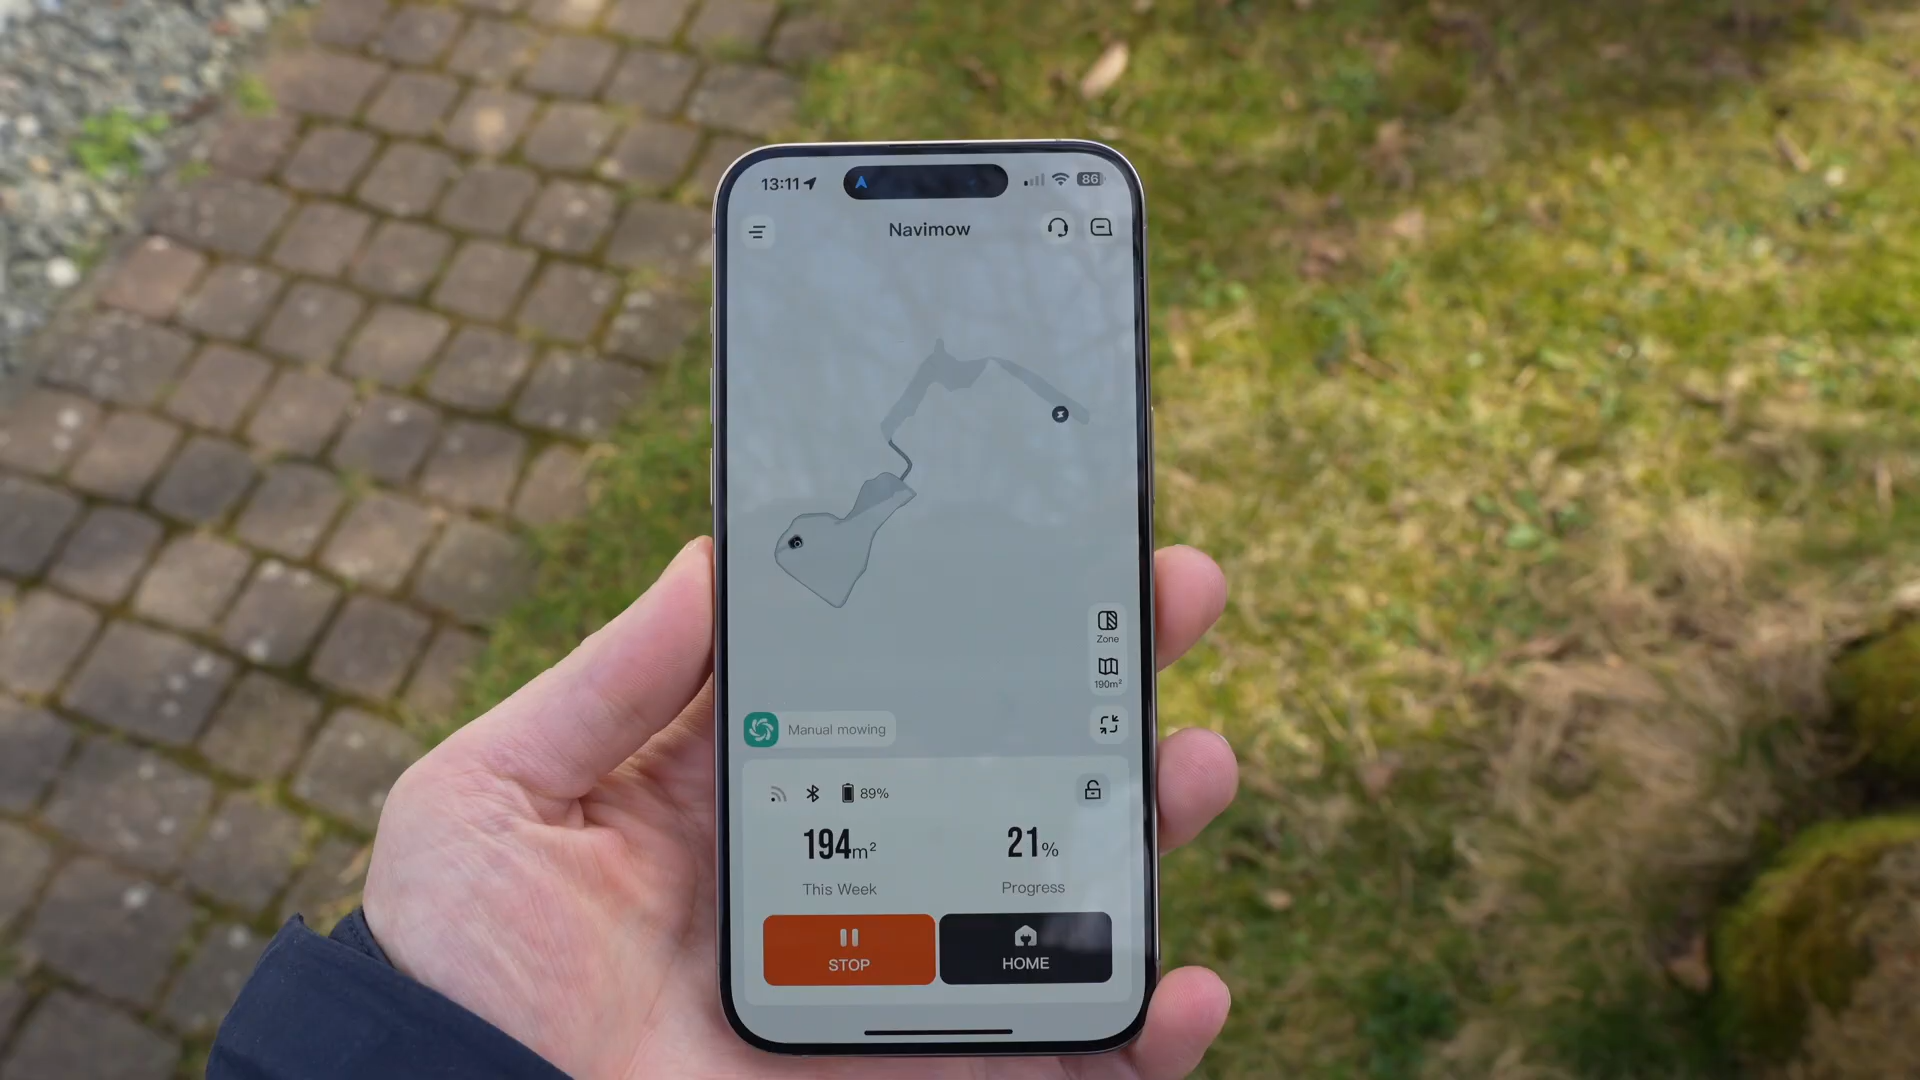 13:11
86
Navimow
Zone
190m²
Manual mowing
89%
194m²
21%
This Week
Progress
STOP
HOME